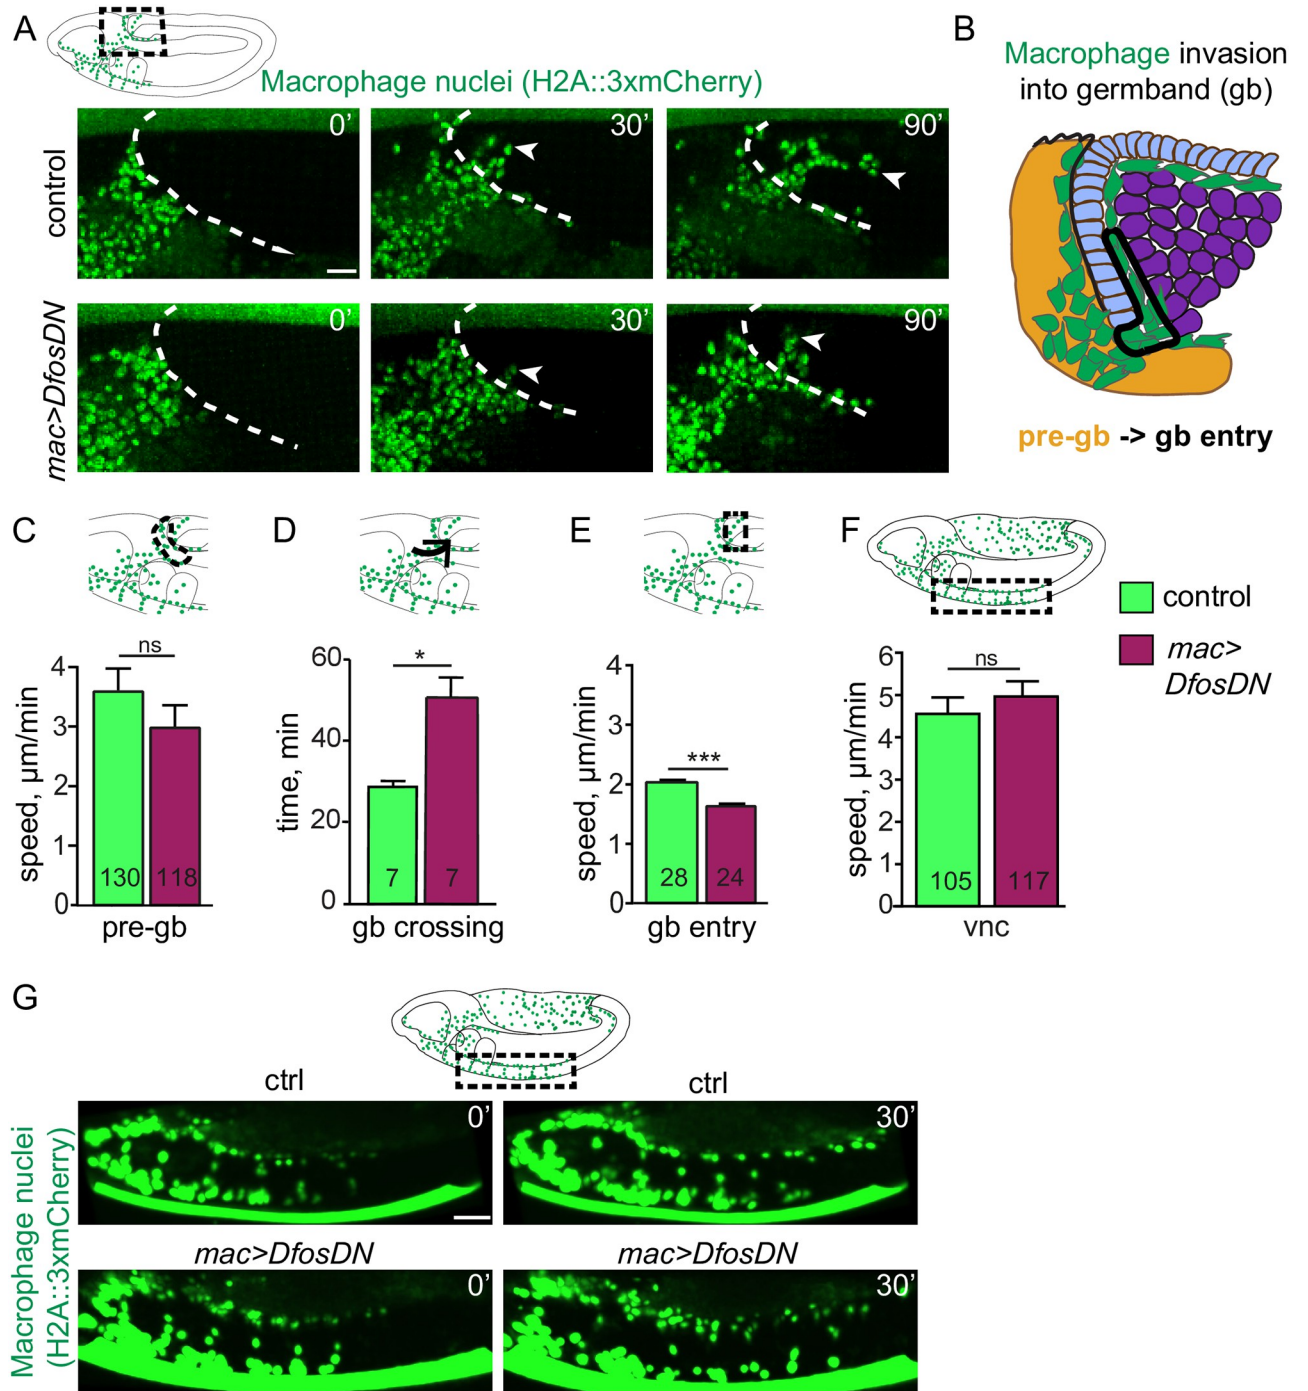 A
Macrophage nuclei (H2A::3xmCherry)
control
0’
30’
90’
mac>DfosDN
0’
30’
90’
B
Macrophage invasion
into germband (gb)
pre-gb -> gb entry
C
speed, µm/min
4
3
2
1
0
ns
130
118
pre-gb
D
time, min
60
40
20
0
*
7
7
gb crossing
E
speed, µm/min
4
3
2
1
0
***
28
24
gb entry
F
speed, µm/min
6
5
4
3
2
1
0
ns
105
117
vnc
control
mac>
DfosDN
G
Macrophage nuclei
(H2A::3xmCherry)
ctrl
ctrl
0’
30’
mac>DfosDN
mac>DfosDN
0’
30’